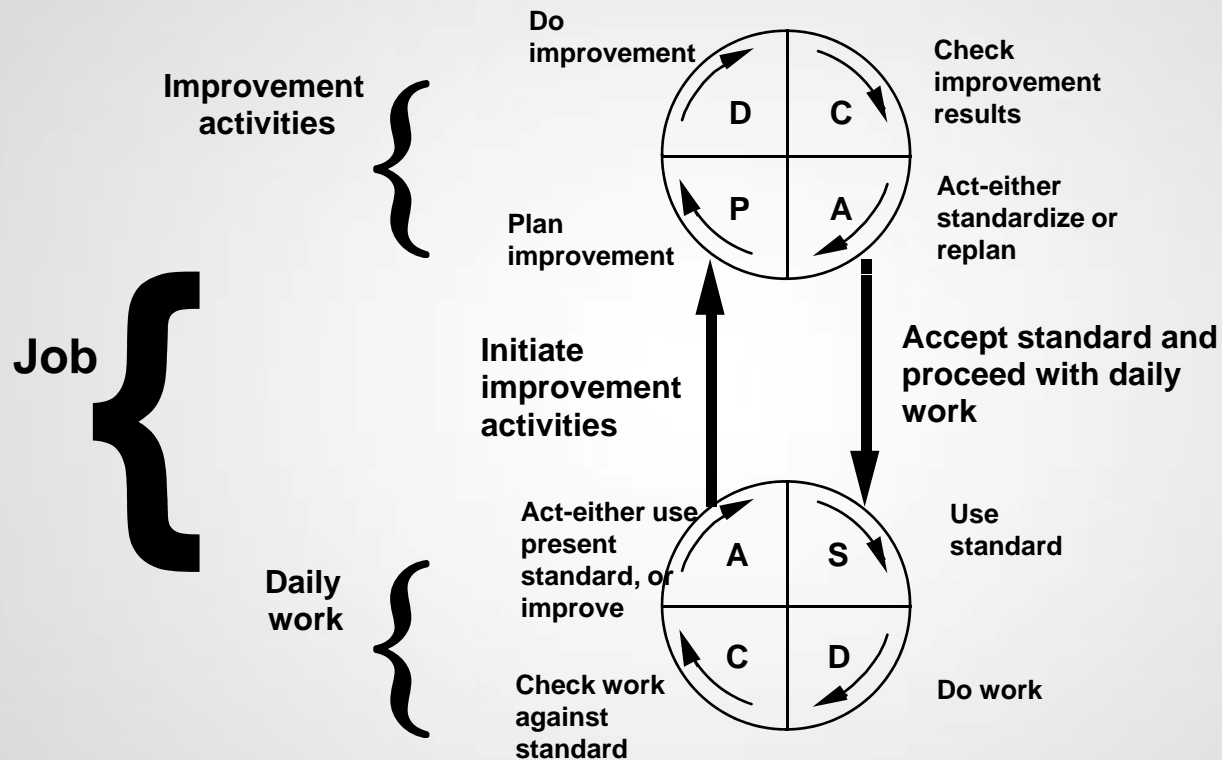 Do
improvement
Check
improvement
results
Improvement
activities
D
C
P
A
Plan
improvement
Act-either
standardize or
replan
Job
Initiate
improvement
activities
Accept standard and
proceed with daily
work
Act-either use
present
standard, or
improve
A
S
Use
standard
Daily
work
C
D
Check work
against
standard
Do work